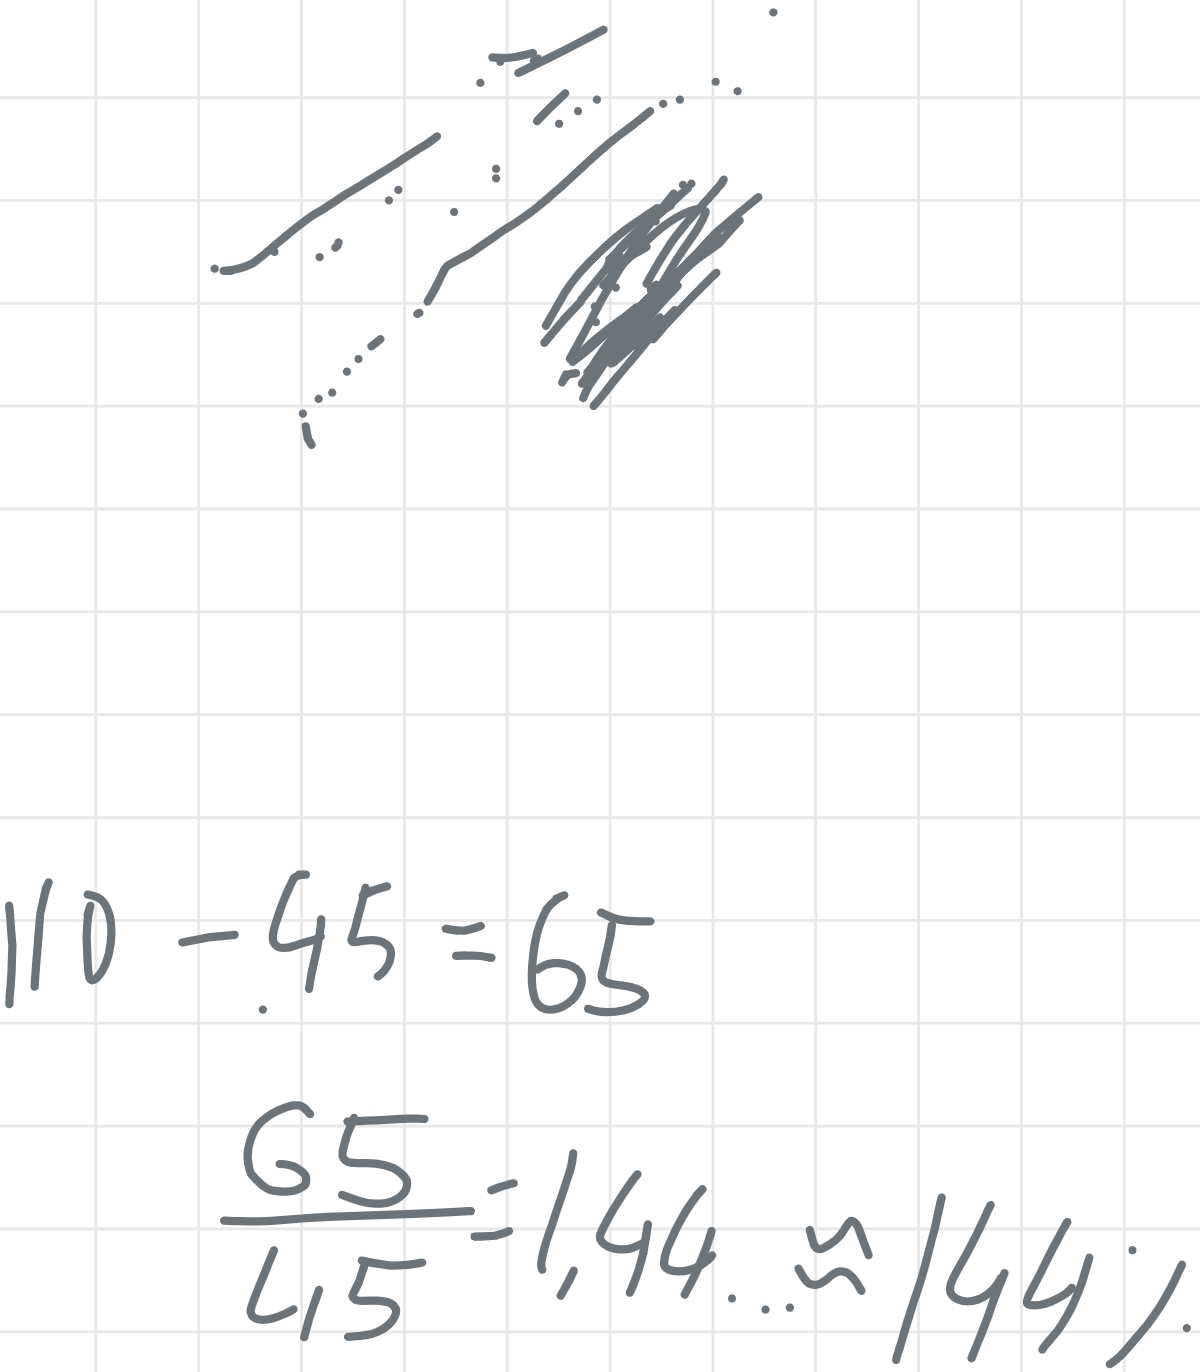 110 - 45 = 65
65/45 = 1,44... ≈ 144%